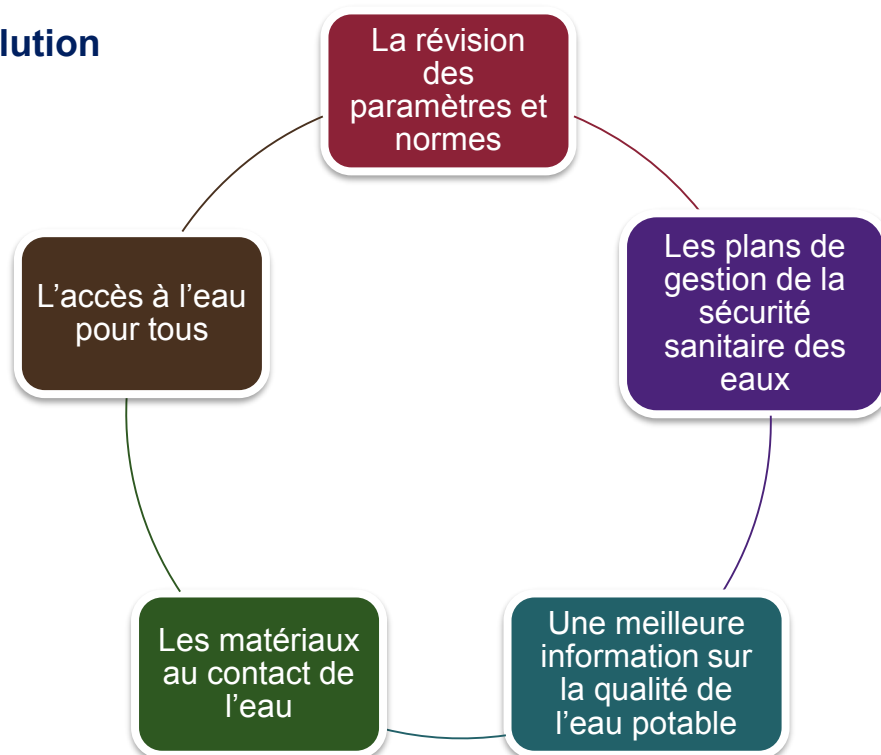 lution
La révision
des
paramètres et
normes
Les plans de
gestion de la
sécurité
sanitaire des
eaux
Une meilleure
information sur
la qualité de
l’eau potable
Les matériaux
au contact de
l’eau
L’accès à l’eau
pour tous